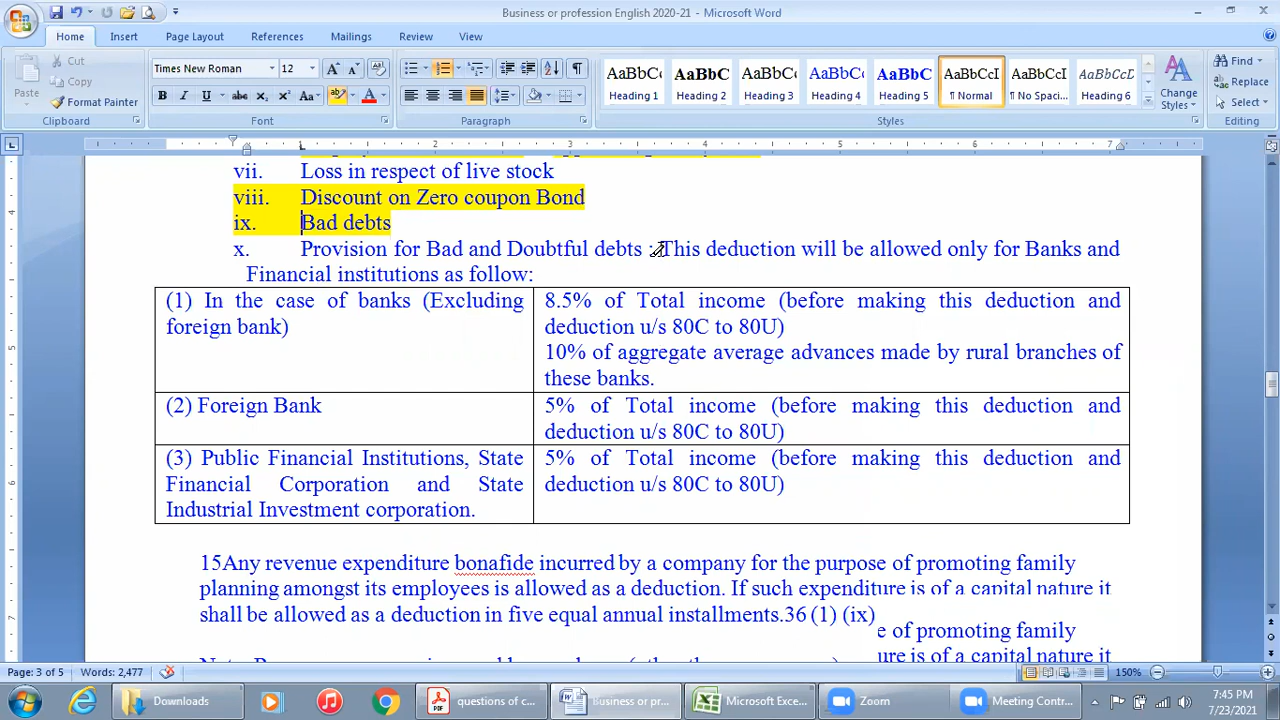 Business or profession English 2020-21 - Microsoft Word
Home Insert Page Layout References Mailings Review View
Paste Cut Copy Format Painter Clipboard
Times New Roman 12 Font
Paragraph
AaBbCc Heading 1 AaBbC Heading 2 AaBbCc Heading 3 AaBbCc Heading 4 AaBbC Heading 5 AaBbCcI ¶ Normal AaBbCcI ¶ No Spaci... AaBbCcD Heading 6 Change Styles Styles
Find Replace Select Editing
1 2 3 4 5 6 7
vii. Loss in respect of live stock
viii. Discount on Zero coupon Bond
ix. Bad debts
x. Provision for Bad and Doubtful debts : This deduction will be allowed only for Banks and
Financial institutions as follow:
(1) In the case of banks (Excluding
foreign bank)
8.5% of Total income (before making this deduction and
deduction u/s 80C to 80U)
10% of aggregate average advances made by rural branches of
these banks.
(2) Foreign Bank
5% of Total income (before making this deduction and
deduction u/s 80C to 80U)
(3) Public Financial Institutions, State
Financial Corporation and State
Industrial Investment corporation.
5% of Total income (before making this deduction and
deduction u/s 80C to 80U)
15Any revenue expenditure bonafide incurred by a company for the purpose of promoting family
planning amongst its employees is allowed as a deduction. If such expenditure is of a capital nature it
shall be allowed as a deduction in five equal annual installments.36 (1) (ix)
e of promoting family
ure is of a capital nature it
Page: 3 of 5 Words: 2,477 150%
Downloads questions of c... Business or pr... Microsoft Exce... Zoom Meeting Contr... 7:45 PM
7/23/2021